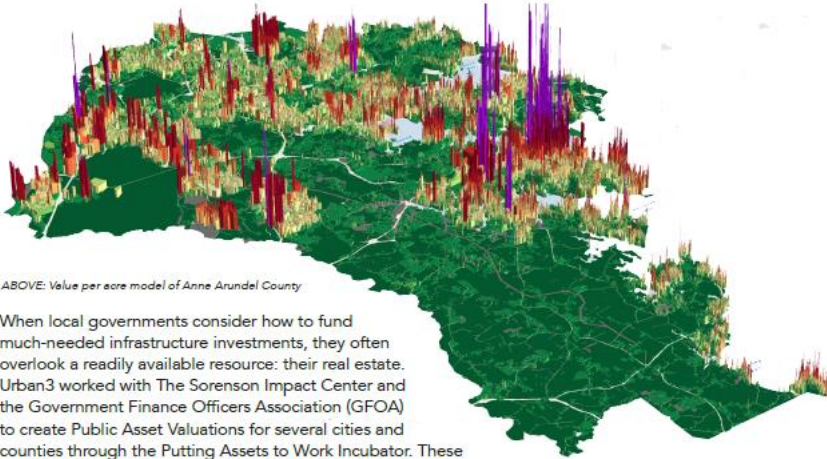 ABOVE: Value per acre model of Anne Arundel County
When local governments consider how to fund
much-needed infrastructure investments, they often
overlook a readily available resource: their real estate.
Urban3 worked with The Sorenson Impact Center and
the Government Finance Officers Association (GFOA)
to create Public Asset Valuations for several cities and
counties through the Putting Assets to Work Incubator. These